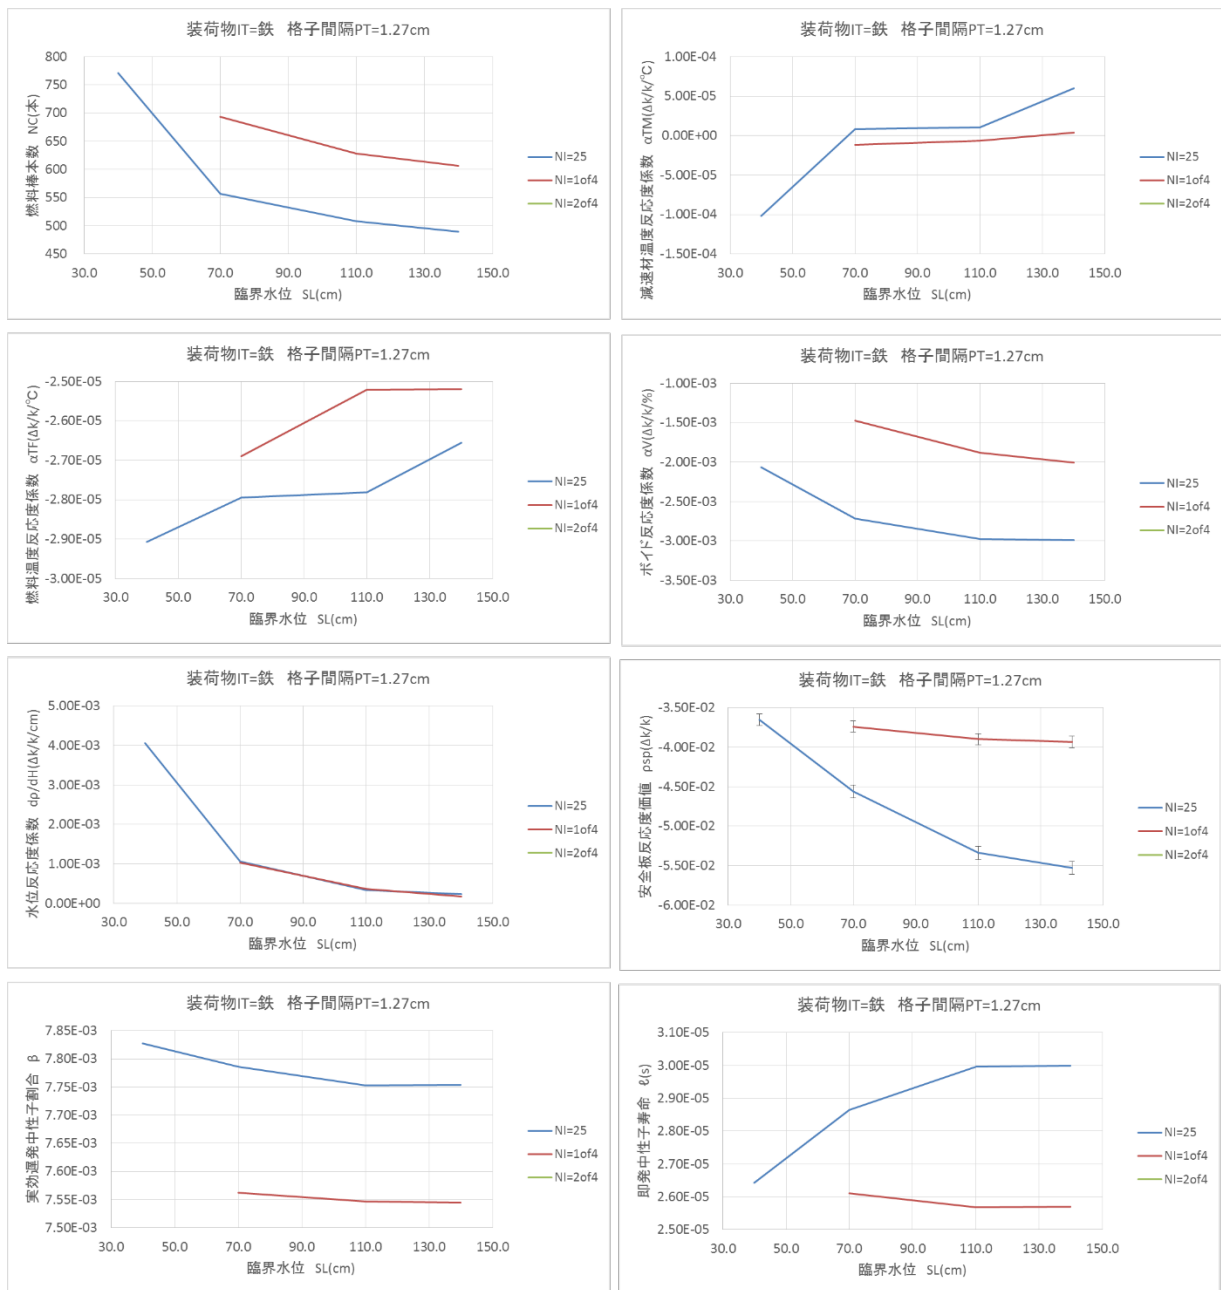 装荷物IT=鉄 格子間隔PT=1.27cm
燃料棒本数 NC(本)
800
750
700
650
600
550
500
450
30.0 50.0 70.0 90.0 110.0 130.0 150.0
臨界水位 SL(cm)
NI=25
NI=1of4
NI=2of4
装荷物IT=鉄 格子間隔PT=1.27cm
減速材温度反応度係数 αTM(Δk/k/℃)
1.00E-04
5.00E-05
0.00E+00
-5.00E-05
-1.00E-04
-1.50E-04
30.0 50.0 70.0 90.0 110.0 130.0 150.0
臨界水位 SL(cm)
NI=25
NI=1of4
NI=2of4
装荷物IT=鉄 格子間隔PT=1.27cm
燃料温度反応度係数 αTF(Δk/k/℃)
-2.50E-05
-2.60E-05
-2.70E-05
-2.80E-05
-2.90E-05
-3.00E-05
30.0 50.0 70.0 90.0 110.0 130.0 150.0
臨界水位 SL(cm)
NI=25
NI=1of4
NI=2of4
装荷物IT=鉄 格子間隔PT=1.27cm
ボイド反応度係数 αV(Δk/k/%)
-1.00E-03
-1.50E-03
-2.00E-03
-2.50E-03
-3.00E-03
-3.50E-03
30.0 50.0 70.0 90.0 110.0 130.0 150.0
臨界水位 SL(cm)
NI=25
NI=1of4
NI=2of4
装荷物IT=鉄 格子間隔PT=1.27cm
水位反応度係数 dρ/dH(Δk/k/cm)
5.00E-03
4.00E-03
3.00E-03
2.00E-03
1.00E-03
0.00E+00
30.0 50.0 70.0 90.0 110.0 130.0 150.0
臨界水位 SL(cm)
NI=25
NI=1of4
NI=2of4
装荷物IT=鉄 格子間隔PT=1.27cm
安全板反応度価値 ρsp(Δk/k)
-3.50E-02
-4.00E-02
-4.50E-02
-5.00E-02
-5.50E-02
-6.00E-02
30.0 50.0 70.0 90.0 110.0 130.0 150.0
臨界水位 SL(cm)
NI=25
NI=1of4
NI=2of4
装荷物IT=鉄 格子間隔PT=1.27cm
実効遅発中性子割合 β
7.85E-03
7.80E-03
7.75E-03
7.70E-03
7.65E-03
7.60E-03
7.55E-03
7.50E-03
30.0 50.0 70.0 90.0 110.0 130.0 150.0
臨界水位 SL(cm)
NI=25
NI=1of4
NI=2of4
装荷物IT=鉄 格子間隔PT=1.27cm
即発中性子寿命 ℓ(s)
3.10E-05
3.00E-05
2.90E-05
2.80E-05
2.70E-05
2.60E-05
2.50E-05
30.0 50.0 70.0 90.0 110.0 130.0 150.0
臨界水位 SL(cm)
NI=25
NI=1of4
NI=2of4